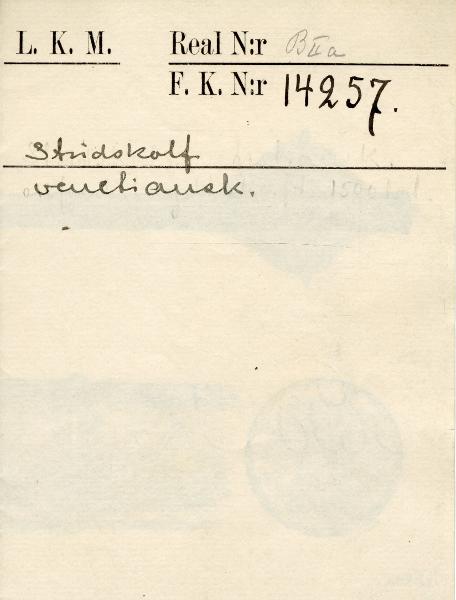 L. K. M. Real N:r BIIa
F. K. N:r 14257.
Stridskolf
venetiansk.